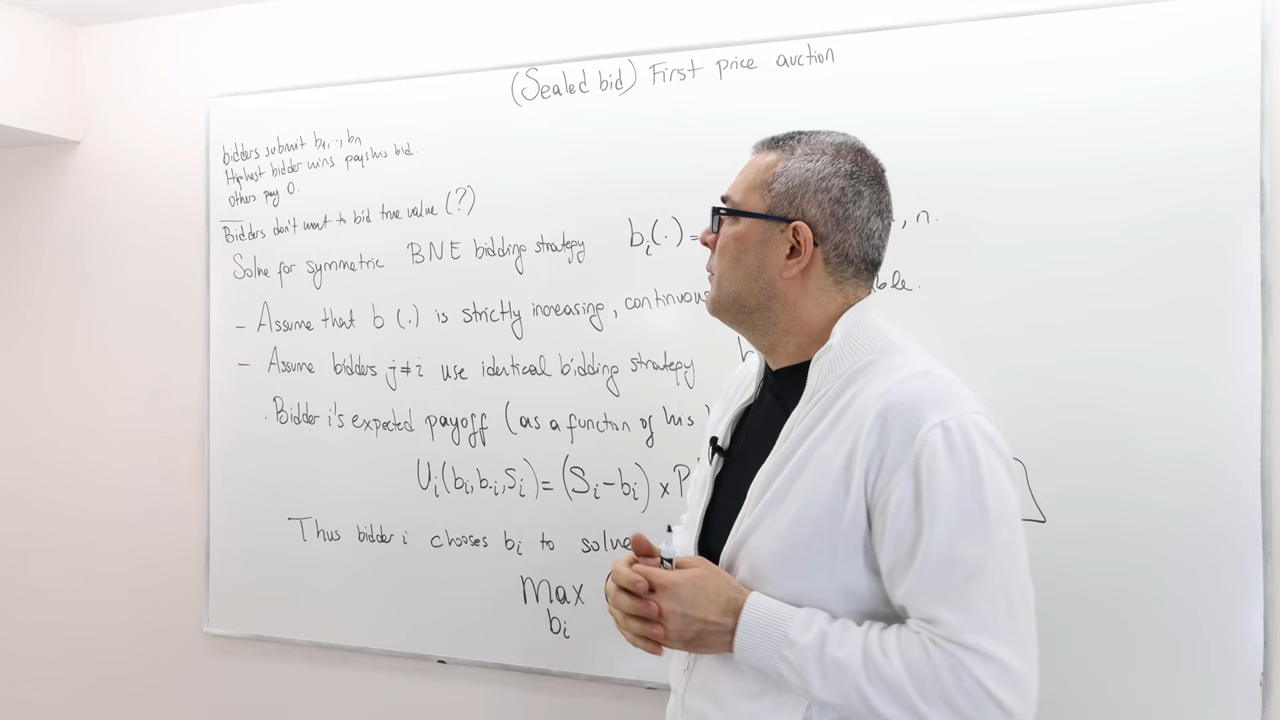 (Sealed bid) First price auction
bidders submit b1,..,bn
Highest bidder wins pays his bid.
others pay 0.
Bidders don't want to bid true value (?)
Solve for symmetric BNE bidding strategy bi(.) = , n.
- Assume that b (.) is strictly increasing, continuous
- Assume bidders j≠i use identical bidding strategy
. Bidder i's expected payoff (as a function of his
Ui(bi,b-i,Si)=(Si-bi) x P
Thus bidder i chooses bi to solve
Max
bi